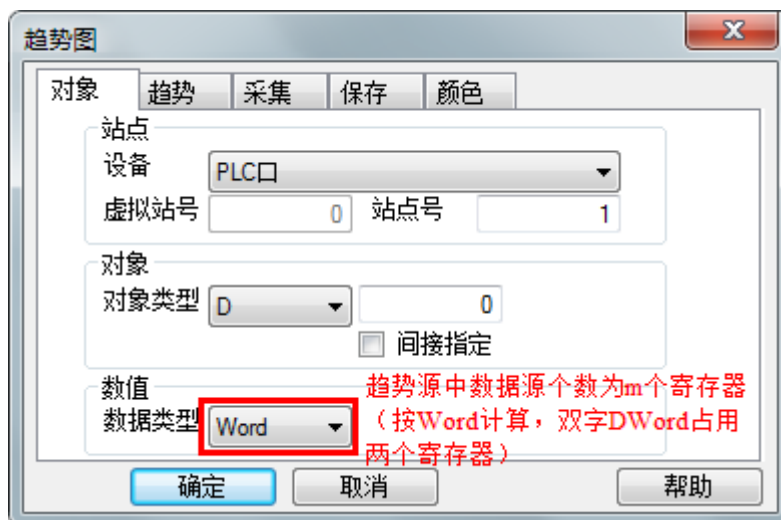 趋势图
对象 趋势 采集 保存 颜色
站点
设备 PLC口
虚拟站号 0 站点号 1
对象
对象类型 D 0
间接指定
数值
数据类型 Word
趋势源中数据源个数为m个寄存器
（按Word计算，双字DWord占用
两个寄存器）
确定 取消 帮助